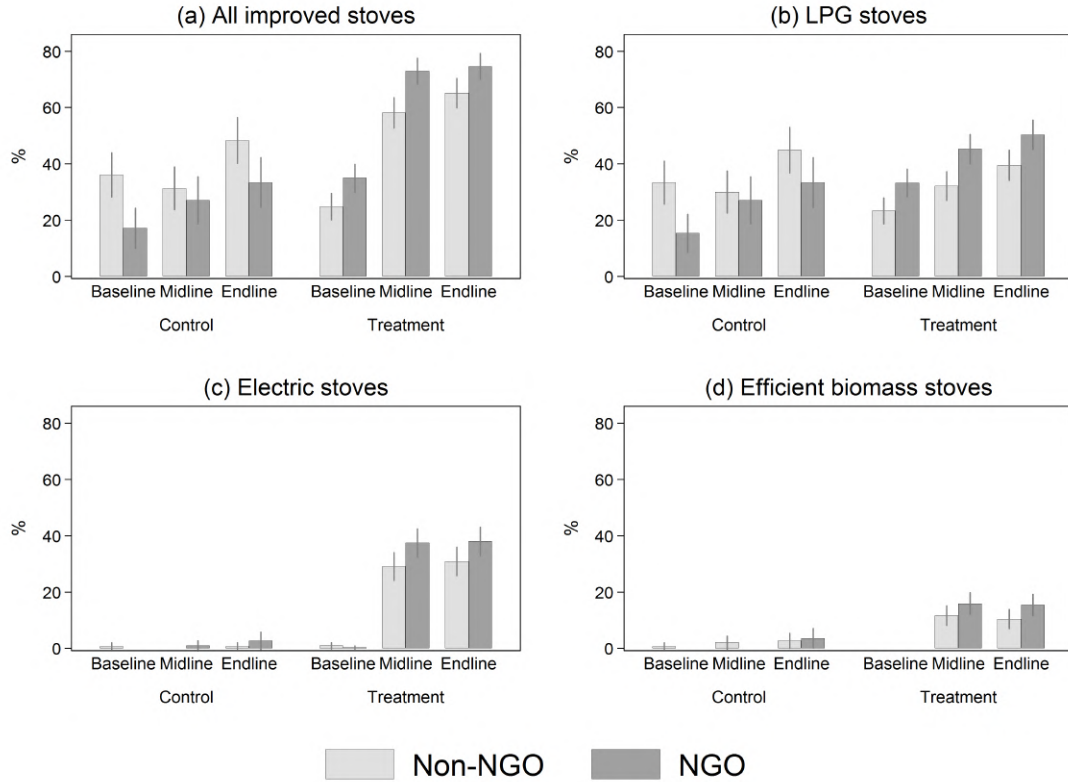 (a) All improved stoves
80
60
40
20
0
%
Baseline Midline Endline Baseline Midline Endline
Control Treatment
(b) LPG stoves
80
60
40
20
0
%
Baseline Midline Endline Baseline Midline Endline
Control Treatment
(c) Electric stoves
80
60
40
20
0
%
Baseline Midline Endline Baseline Midline Endline
Control Treatment
(d) Efficient biomass stoves
80
60
40
20
0
%
Baseline Midline Endline Baseline Midline Endline
Control Treatment
Non-NGO NGO